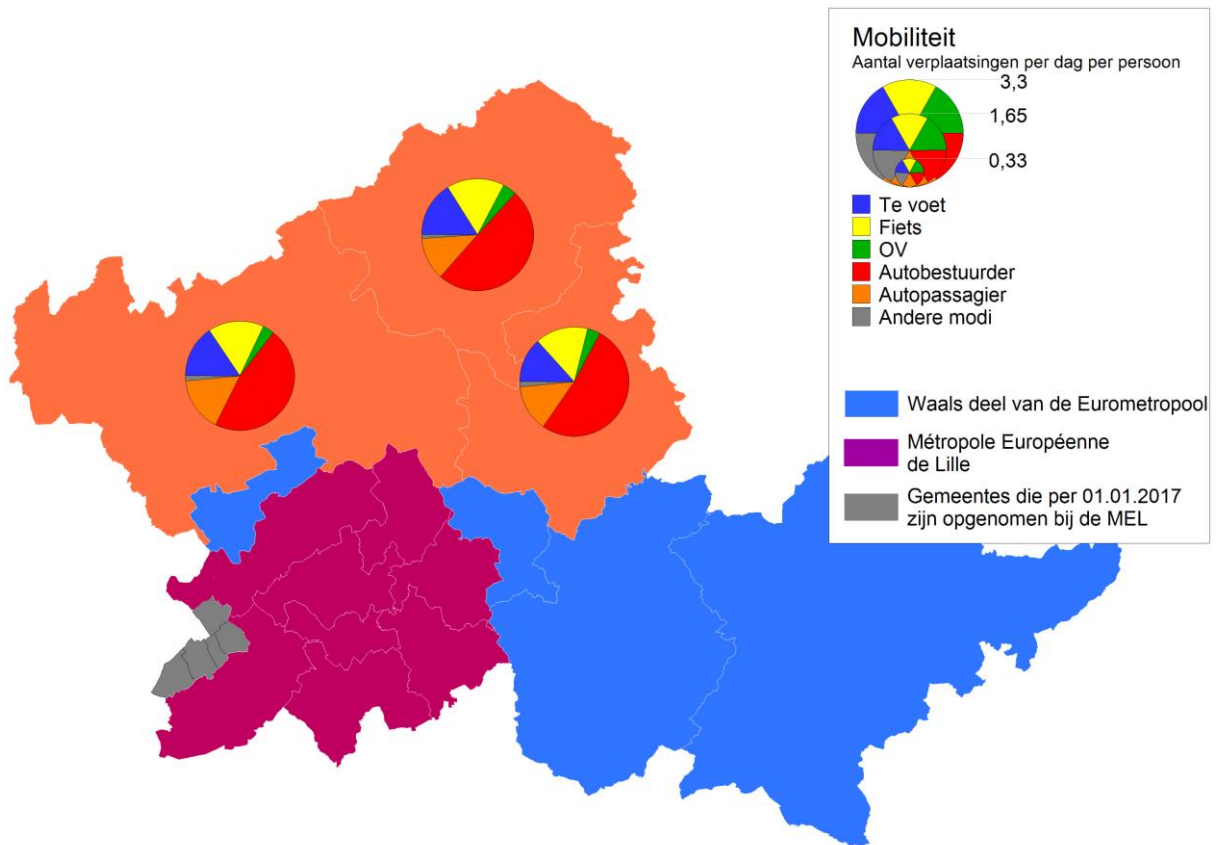 Mobiliteit
Aantal verplaatsingen per dag per persoon
3,3
1,65
0,33
Te voet
Fiets
OV
Autobestuurder
Autopassagier
Andere modi
Waals deel van de Eurometropool
Métropole Européenne
de Lille
Gemeentes die per 01.01.2017
zijn opgenomen bij de MEL